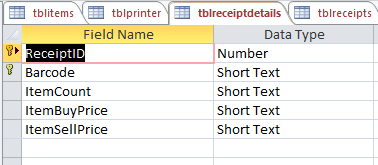 tblitems tblprinter tblreceiptdetails tblreceipts
Field Name Data Type
ReceiptID Number
Barcode Short Text
ItemCount Short Text
ItemBuyPrice Short Text
ItemSellPrice Short Text